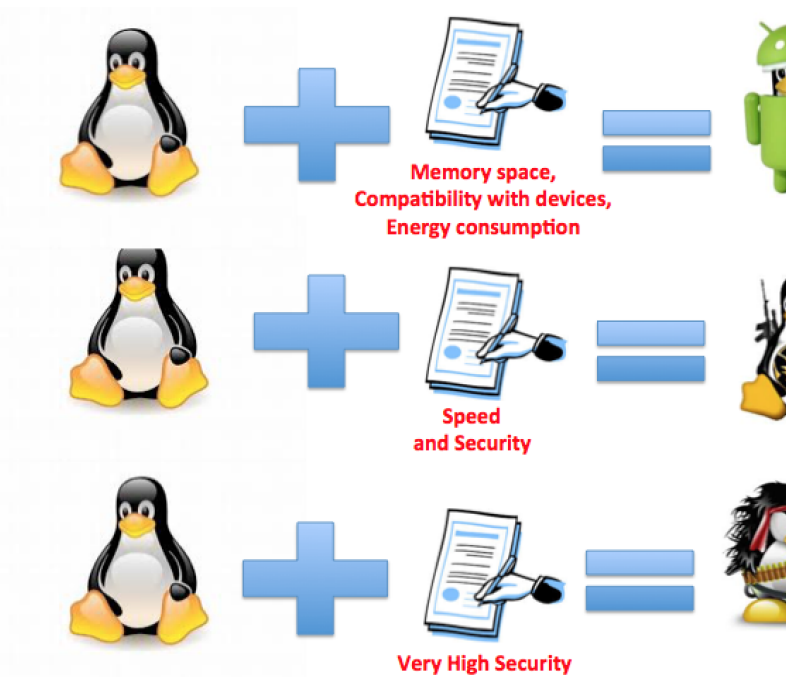 Memory space,
Compatibility with devices,
Energy consumption
Speed
and Security
Very High Security